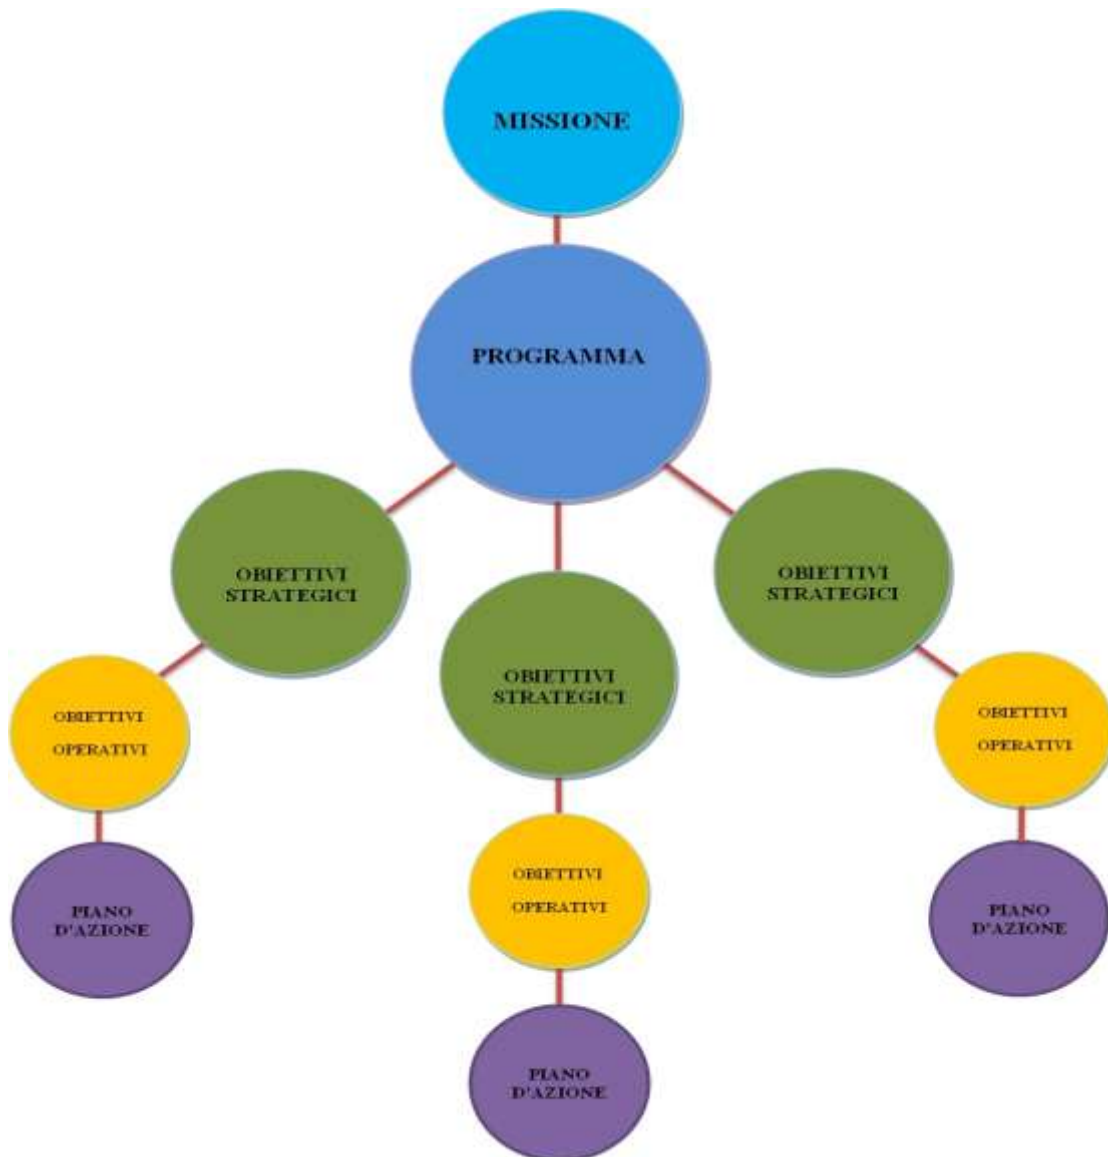 MISSIONE
PROGRAMMA
OBIETTIVI
STRATEGICI
OBIETTIVI
STRATEGICI
OBIETTIVI
STRATEGICI
OBIETTIVI
OPERATIVI
OBIETTIVI
OPERATIVI
OBIETTIVI
OPERATIVI
PIANO
D'AZIONE
PIANO
D'AZIONE
PIANO
D'AZIONE